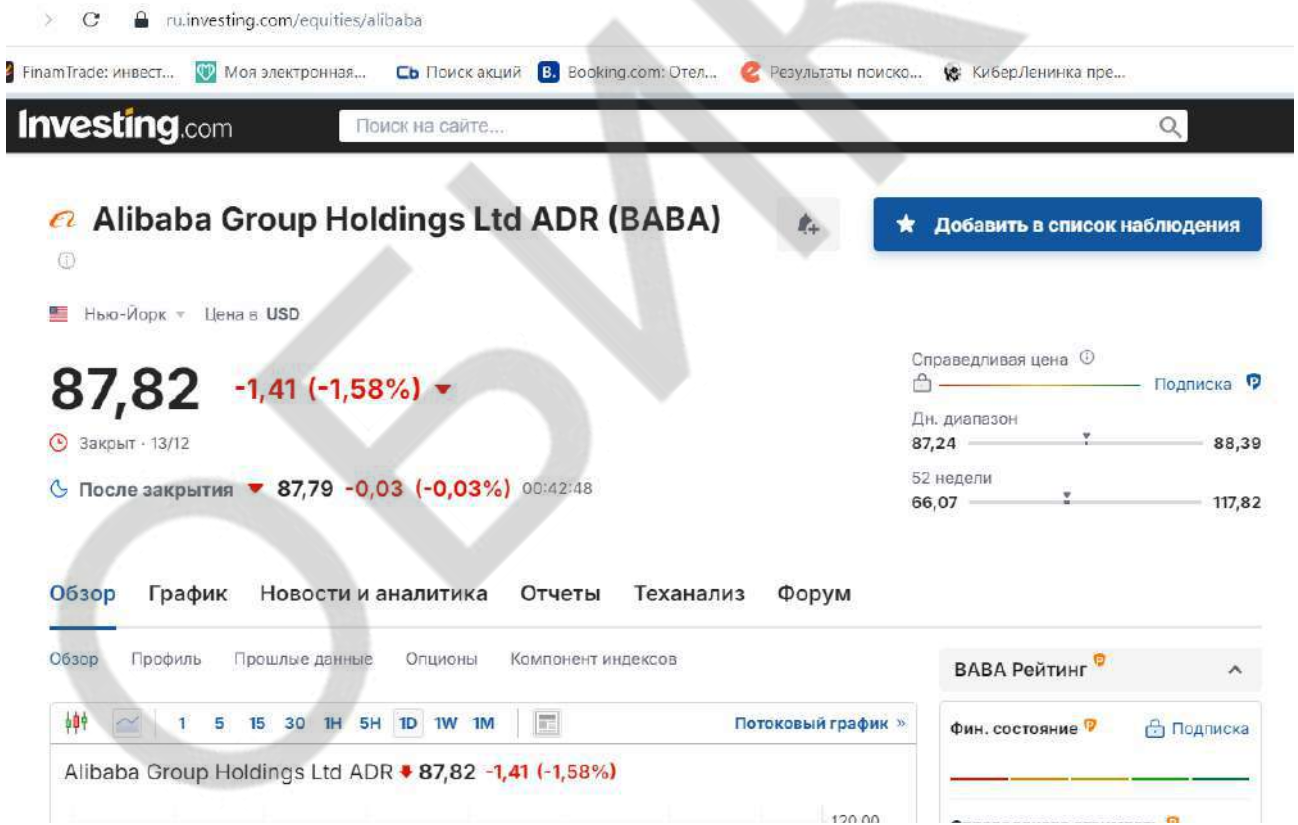 ru.investing.com/equities/alibaba
FinamTrade: инвест... Моя электронная... Сь Поиск акций B. Booking.com: Отел... Результаты поиско... КиберЛенинка пре...
Investing.com Поиск на сайте...
Alibaba Group Holdings Ltd ADR (BABA) Добавить в список наблюдения
Нью-Йорк Цена в USD
87,82 -1,41 (-1,58%)
Закрыт · 13/12
После закрытия 87,79 -0,03 (-0,03%) 00:42:48
Справедливая цена
Подписка
Дн. диапазон
87,24 88,39
52 недели
66,07 117,82
Обзор График Новости и аналитика Отчеты Теханализ Форум
Обзор Профиль Прошлые данные Опционы Компонент индексов
1 5 15 30 1H 5H 1D 1W 1M Потоковый график »
Alibaba Group Holdings Ltd ADR 87,82 -1,41 (-1,58%)
120,00
BABA Рейтинг
Фин. состояние Подписка
ОБИК